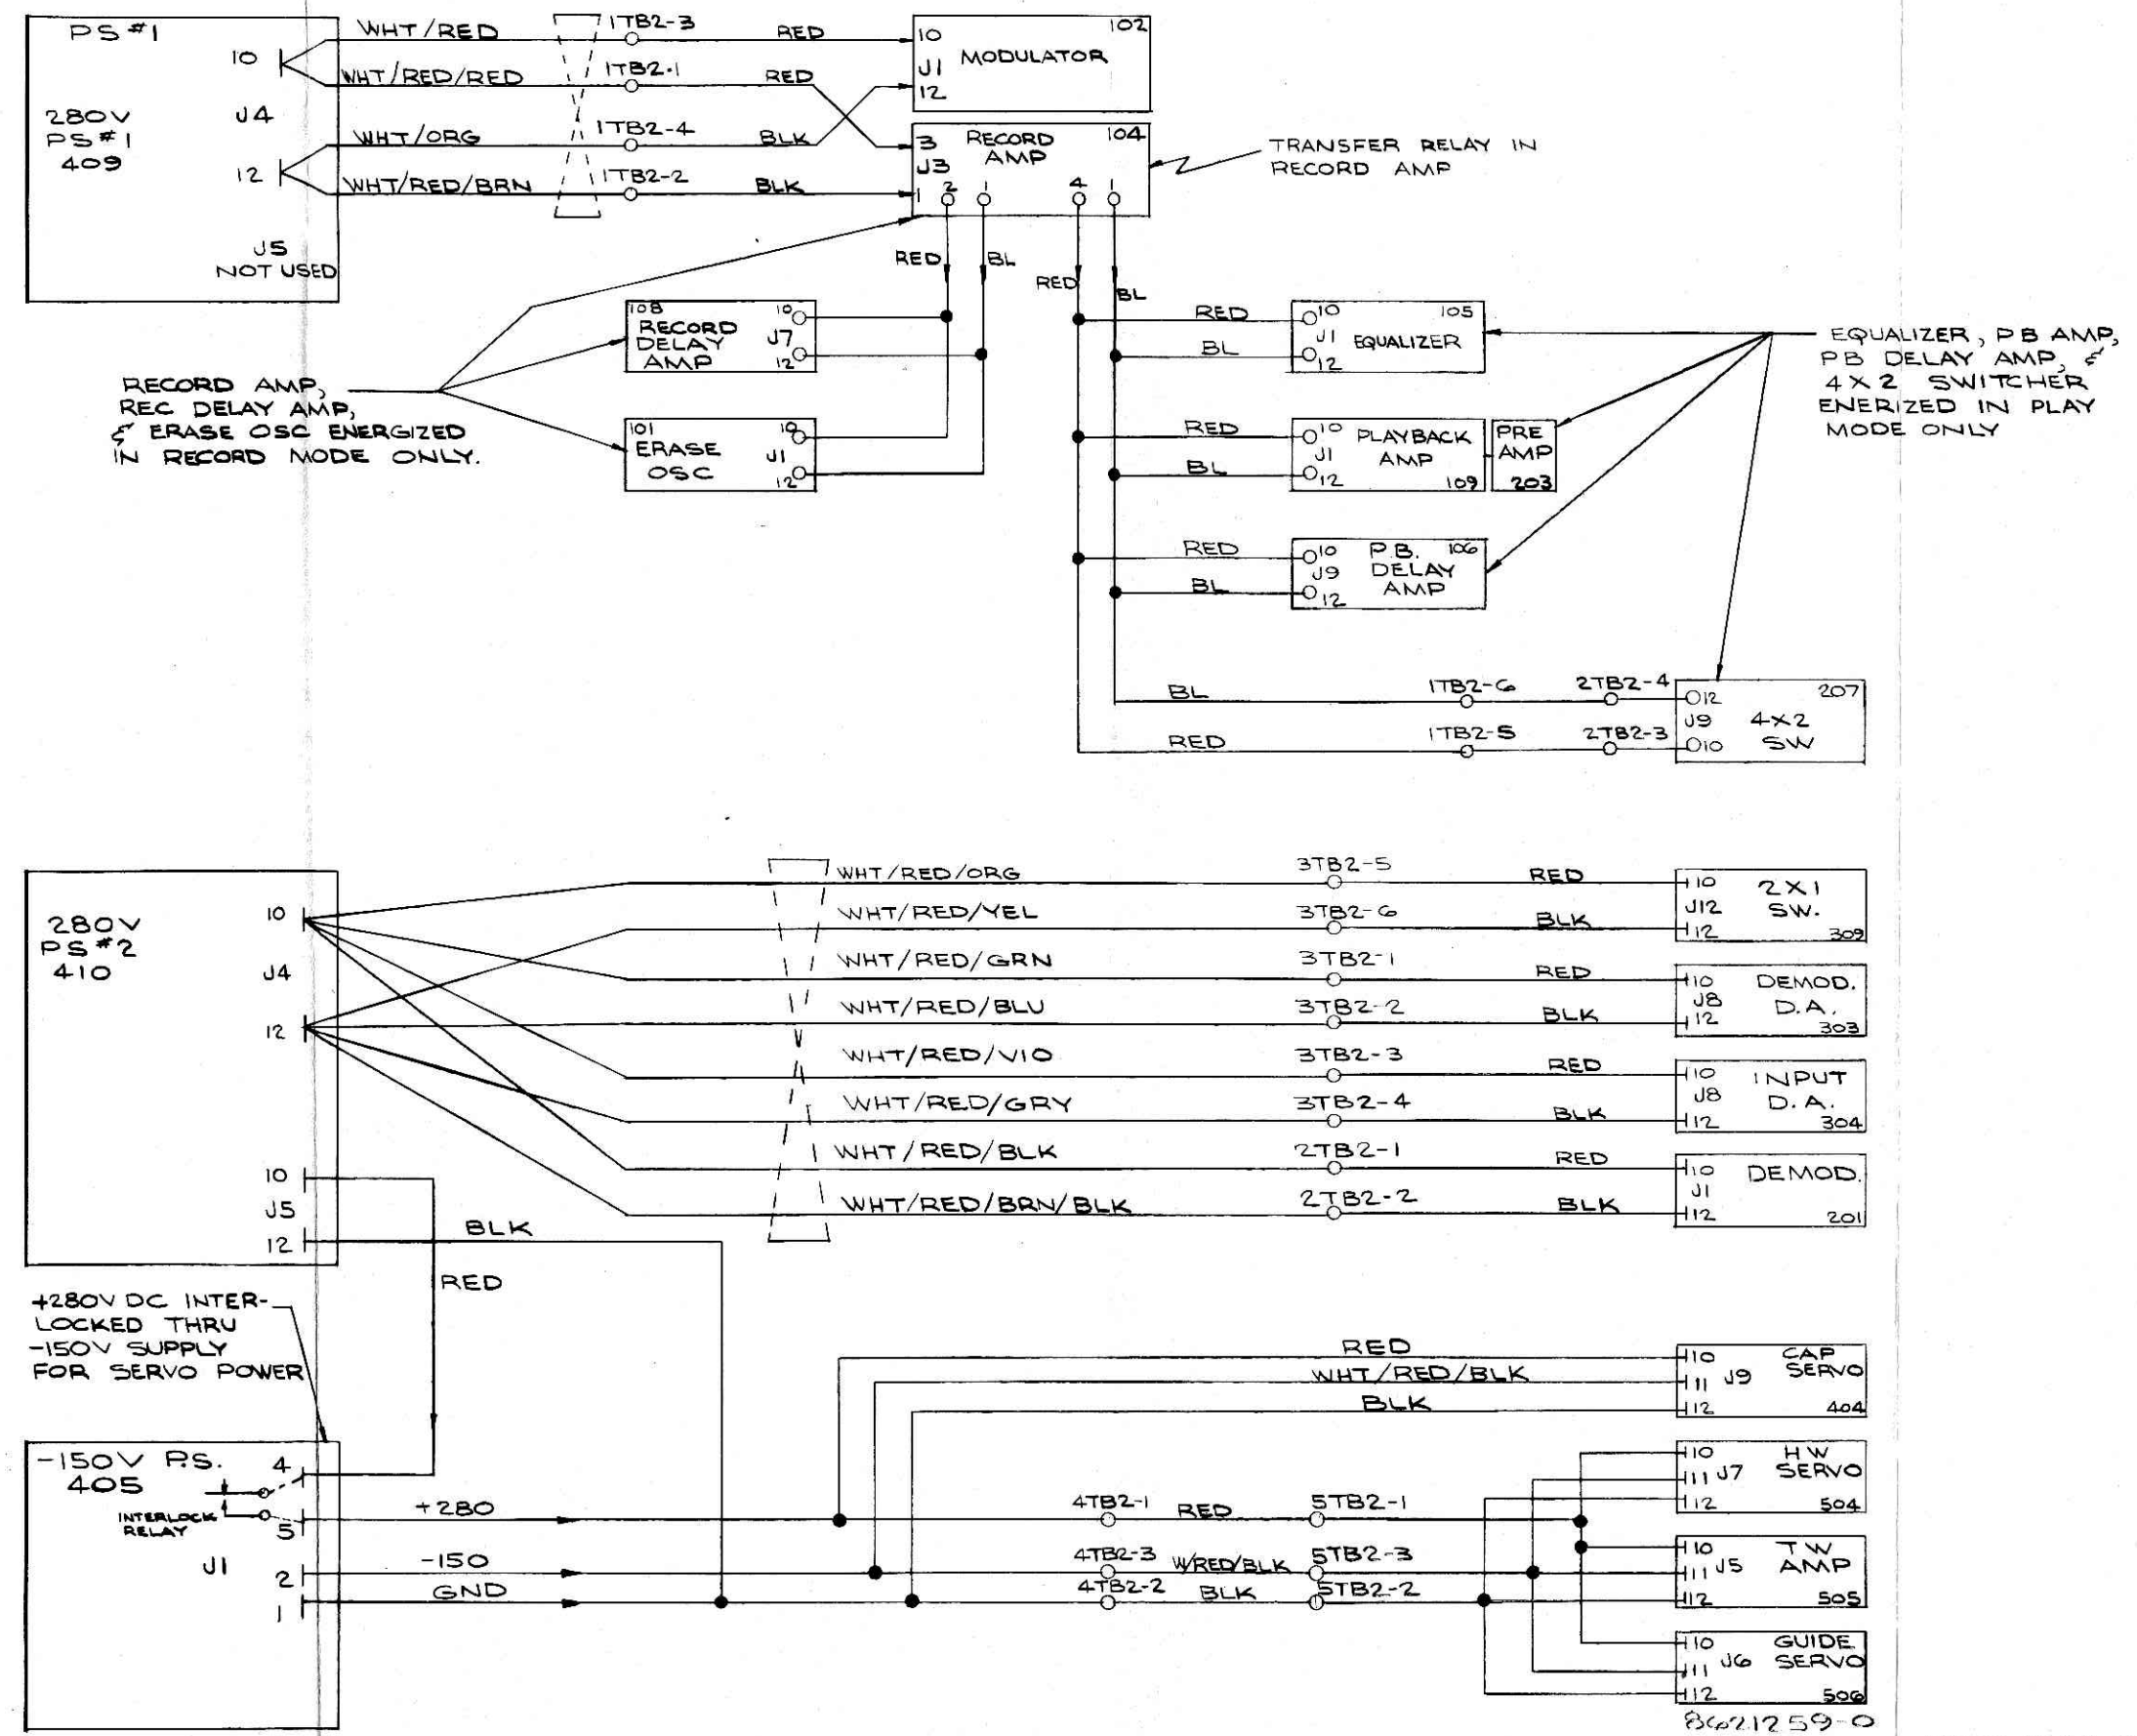 PS #1
10
J4
280V
PS #1
409
12
J5
NOT USED
WHT/RED
1TB2-3
RED
WHT/RED/RED
1TB2-1
RED
WHT/ORG
1TB2-4
BLK
WHT/RED/BRN
1TB2-2
BLK
10
102
J1
MODULATOR
12
3
RECORD
104
AMP
J3
1
2
1
4
1
TRANSFER RELAY IN
RECORD AMP
RED
BL
RED
BL
108
10
RECORD
J7
DELAY
AMP
12
101
10
ERASE
J1
OSC
12
RECORD AMP,
REC DELAY AMP,
& ERASE OSC ENERGIZED
IN RECORD MODE ONLY.
RED
10
105
J1
EQUALIZER
BL
12
RED
10
PLAYBACK
J1
AMP
BL
12
109
PRE
AMP
203
RED
10
P.B.
106
J9
DELAY
BL
12
AMP
EQUALIZER, PB AMP,
PB DELAY AMP, &
4X2 SWITCHER
ENERIZED IN PLAY
MODE ONLY
BL
1TB2-6
2TB2-4
12
207
J9
4X2
SW
RED
1TB2-5
2TB2-3
10
280V
PS #2
410
10
J4
12
10
J5
12
WHT/RED/ORG
3TB2-5
RED
10
2X1
J12
SW.
WHT/RED/YEL
3TB2-6
BLK
12
309
WHT/RED/GRN
3TB2-1
RED
10
DEMOD.
J8
D.A.
WHT/RED/BLU
3TB2-2
BLK
12
303
WHT/RED/VIO
3TB2-3
RED
10
INPUT
J8
D.A.
WHT/RED/GRY
3TB2-4
BLK
12
304
WHT/RED/BLK
2TB2-1
RED
10
DEMOD.
J1
WHT/RED/BRN/BLK
2TB2-2
BLK
12
201
BLK
RED
+280V DC INTER-
LOCKED THRU
-150V SUPPLY
FOR SERVO POWER
-150V P.S.
405
4
INTERLOCK
RELAY
5
J1
2
1
+280
-150
GND
RED
WHT/RED/BLK
BLK
10
CAP
11
J9
SERVO
12
404
4TB2-1
RED
5TB2-1
4TB2-3
W/RED/BLK
5TB2-3
4TB2-2
BLK
5TB2-2
10
HW
11
J7
SERVO
12
504
10
TW
11
J5
AMP
12
505
10
GUIDE
11
J6
SERVO
12
506
8621259-0